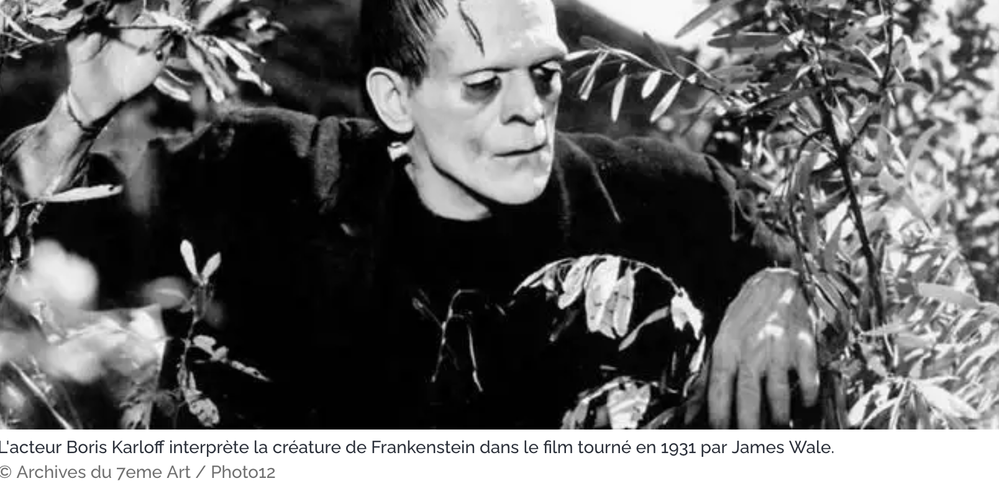 L'acteur Boris Karloff interprète la créature de Frankenstein dans le film tourné en 1931 par James Wale.
© Archives du 7eme Art / Photo12